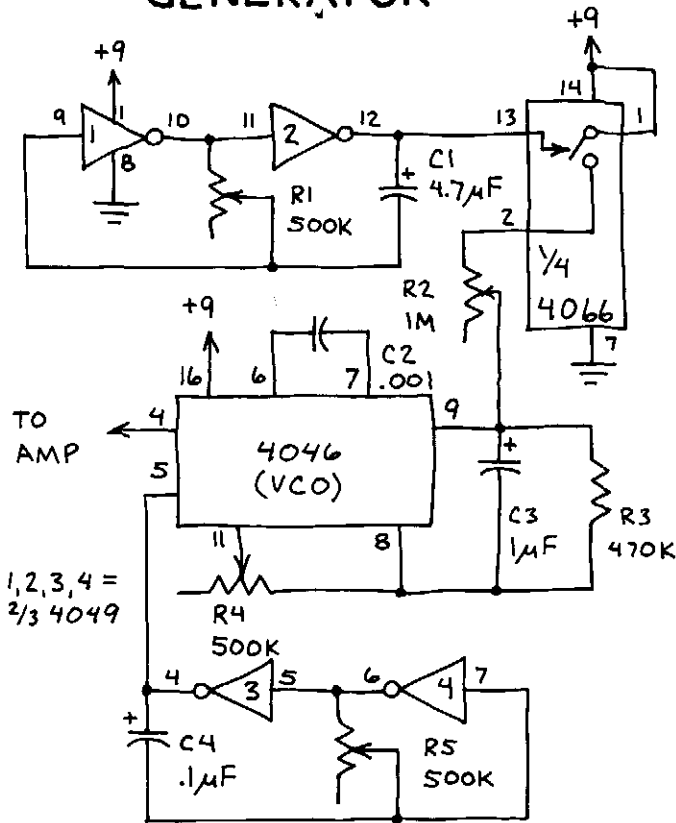 GENERATOR
+9
+9
9
1
1
10
8
11
2
12
R1
500K
+
C1
4.7µF
13
14
1
2
1/4
4066
7
R2
1M
+9
16
6
7
C2
.001
TO
AMP
4
5
4046
(VCO)
9
11
8
+
C3
1µF
R3
470K
1,2,3,4 =
2/3 4049
R4
500K
4
3
5
6
4
7
+
C4
.1µF
R5
500K